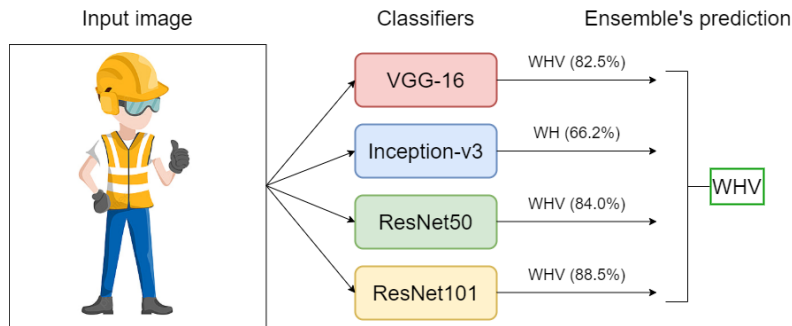 Input image
Classifiers
Ensemble's prediction
VGG-16
WHV (82.5%)
Inception-v3
WH (66.2%)
WHV
ResNet50
WHV (84.0%)
ResNet101
WHV (88.5%)